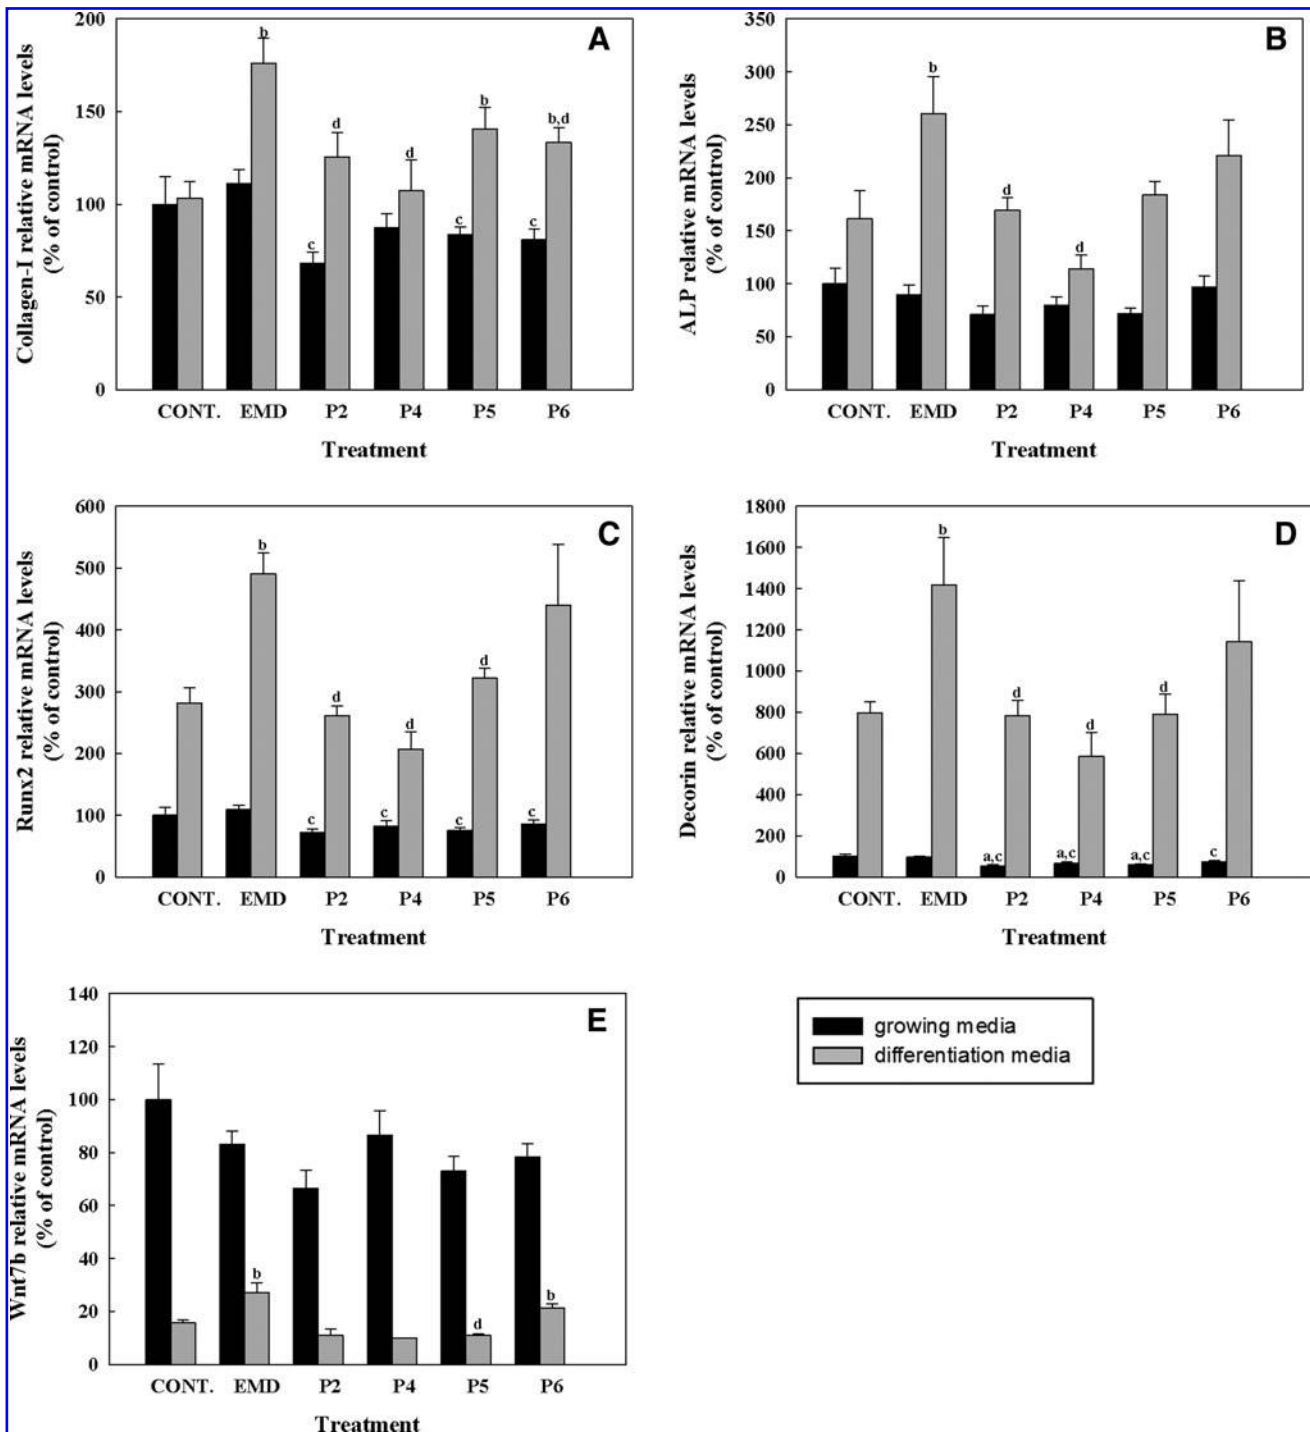 A
Collagen-I relative mRNA levels
(% of control)
200
150
100
50
0
b
d
d
b
b,d
c
c
c
CONT. EMD P2 P4 P5 P6
Treatment
B
ALP relative mRNA levels
(% of control)
350
300
250
200
150
100
50
0
b
d
d
CONT. EMD P2 P4 P5 P6
Treatment
C
Runx2 relative mRNA levels
(% of control)
600
500
400
300
200
100
0
b
d
d
d
c
c
c
c
CONT. EMD P2 P4 P5 P6
Treatment
D
Decorin relative mRNA levels
(% of control)
1800
1600
1400
1200
1000
800
600
400
200
0
b
d
d
d
a,c
a,c
a,c
c
CONT. EMD P2 P4 P5 P6
Treatment
E
Wnt7b relative mRNA levels
(% of control)
140
120
100
80
60
40
20
0
b
d
b
CONT. EMD P2 P4 P5 P6
Treatment
growing media
differentiation media